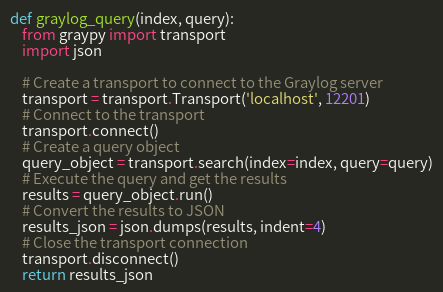 def graylog_query(index, query):
from graypy import transport
import json
# Create a transport to connect to the Graylog server
transport = transport.Transport('localhost', 12201)
# Connect to the transport
transport.connect()
# Create a query object
query_object = transport.search(index=index, query=query)
# Execute the query and get the results
results = query_object.run()
# Convert the results to JSON
results_json = json.dumps(results, indent=4)
# Close the transport connection
transport.disconnect()
return results_json